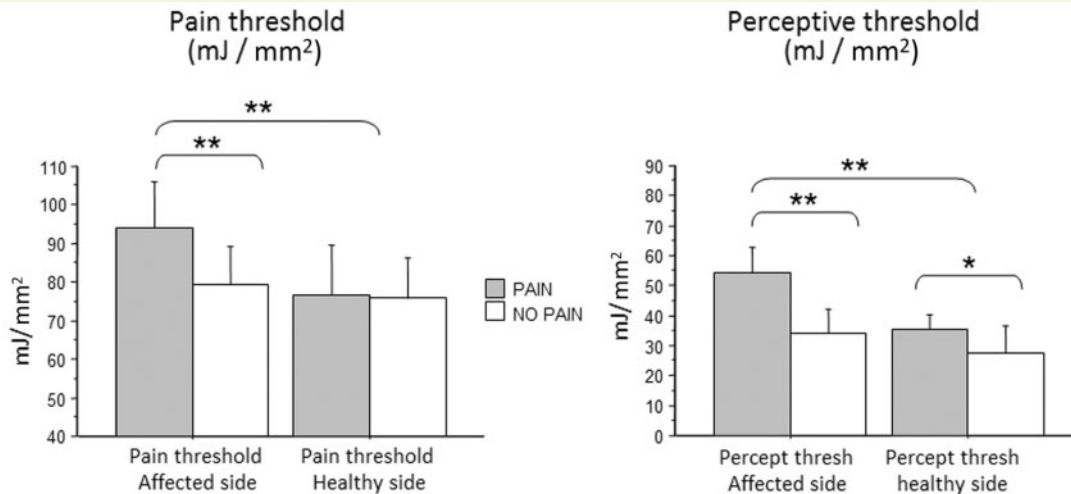 Pain threshold
(mJ / mm²)
**
**
110
100
90
80
70
60
50
40
mJ/mm²
Pain threshold
Affected side
Pain threshold
Healthy side
PAIN
NO PAIN
Perceptive threshold
(mJ / mm²)
**
**
*
90
80
70
60
50
40
30
20
10
0
mJ/mm²
Percept thresh
Affected side
Percept thresh
healthy side